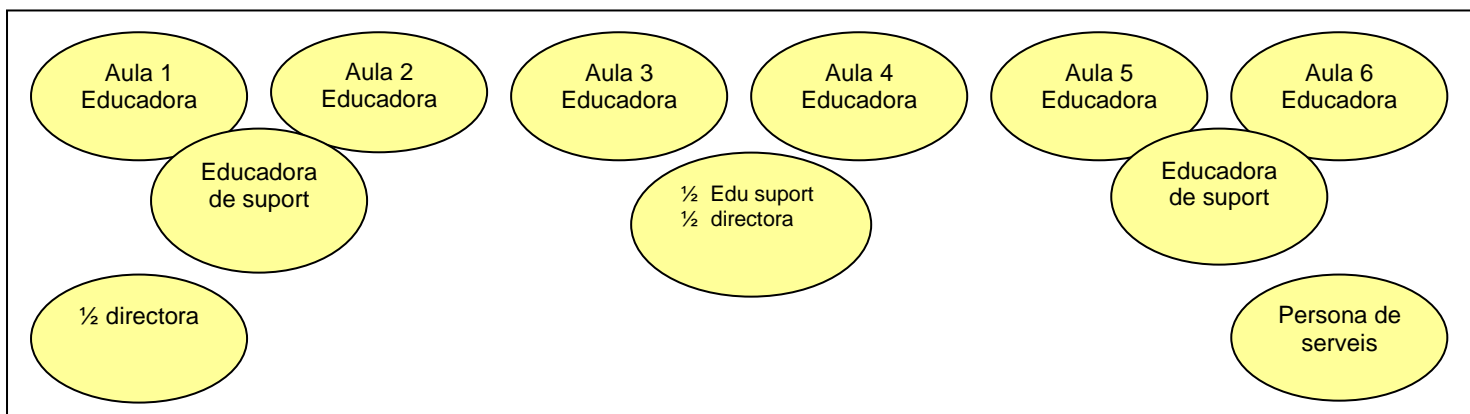 Aula 1
Educadora
Aula 2
Educadora
Aula 3
Educadora
Aula 4
Educadora
Aula 5
Educadora
Aula 6
Educadora
Educadora
de suport
½ Edu suport
½ directora
Educadora
de suport
½ directora
Persona de
serveis